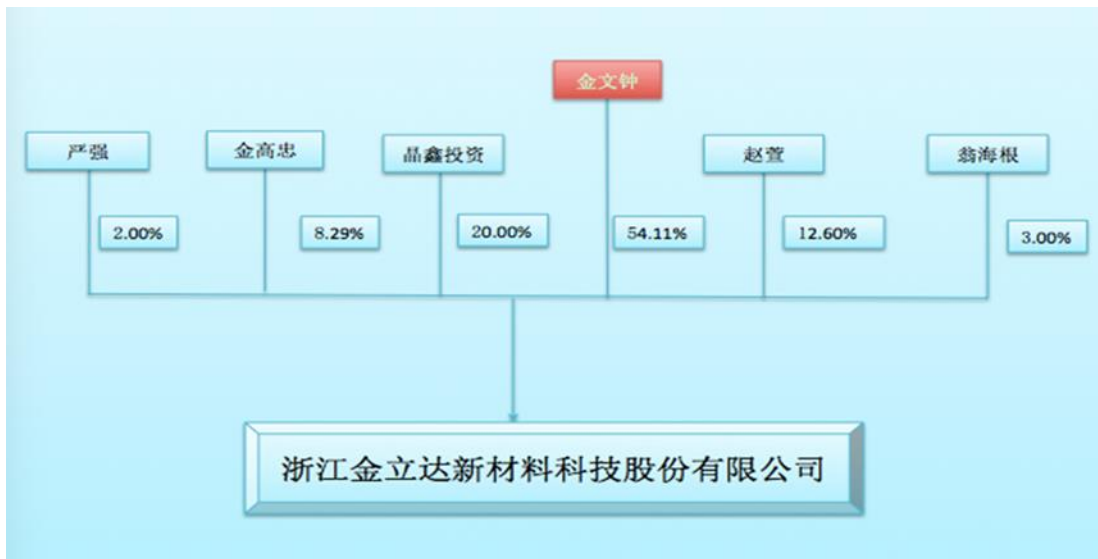 金文钟
严强
金高忠
晶鑫投资
赵萱
翁海根
2.00%
8.29%
20.00%
54.11%
12.60%
3.00%
浙江金立达新材料科技股份有限公司